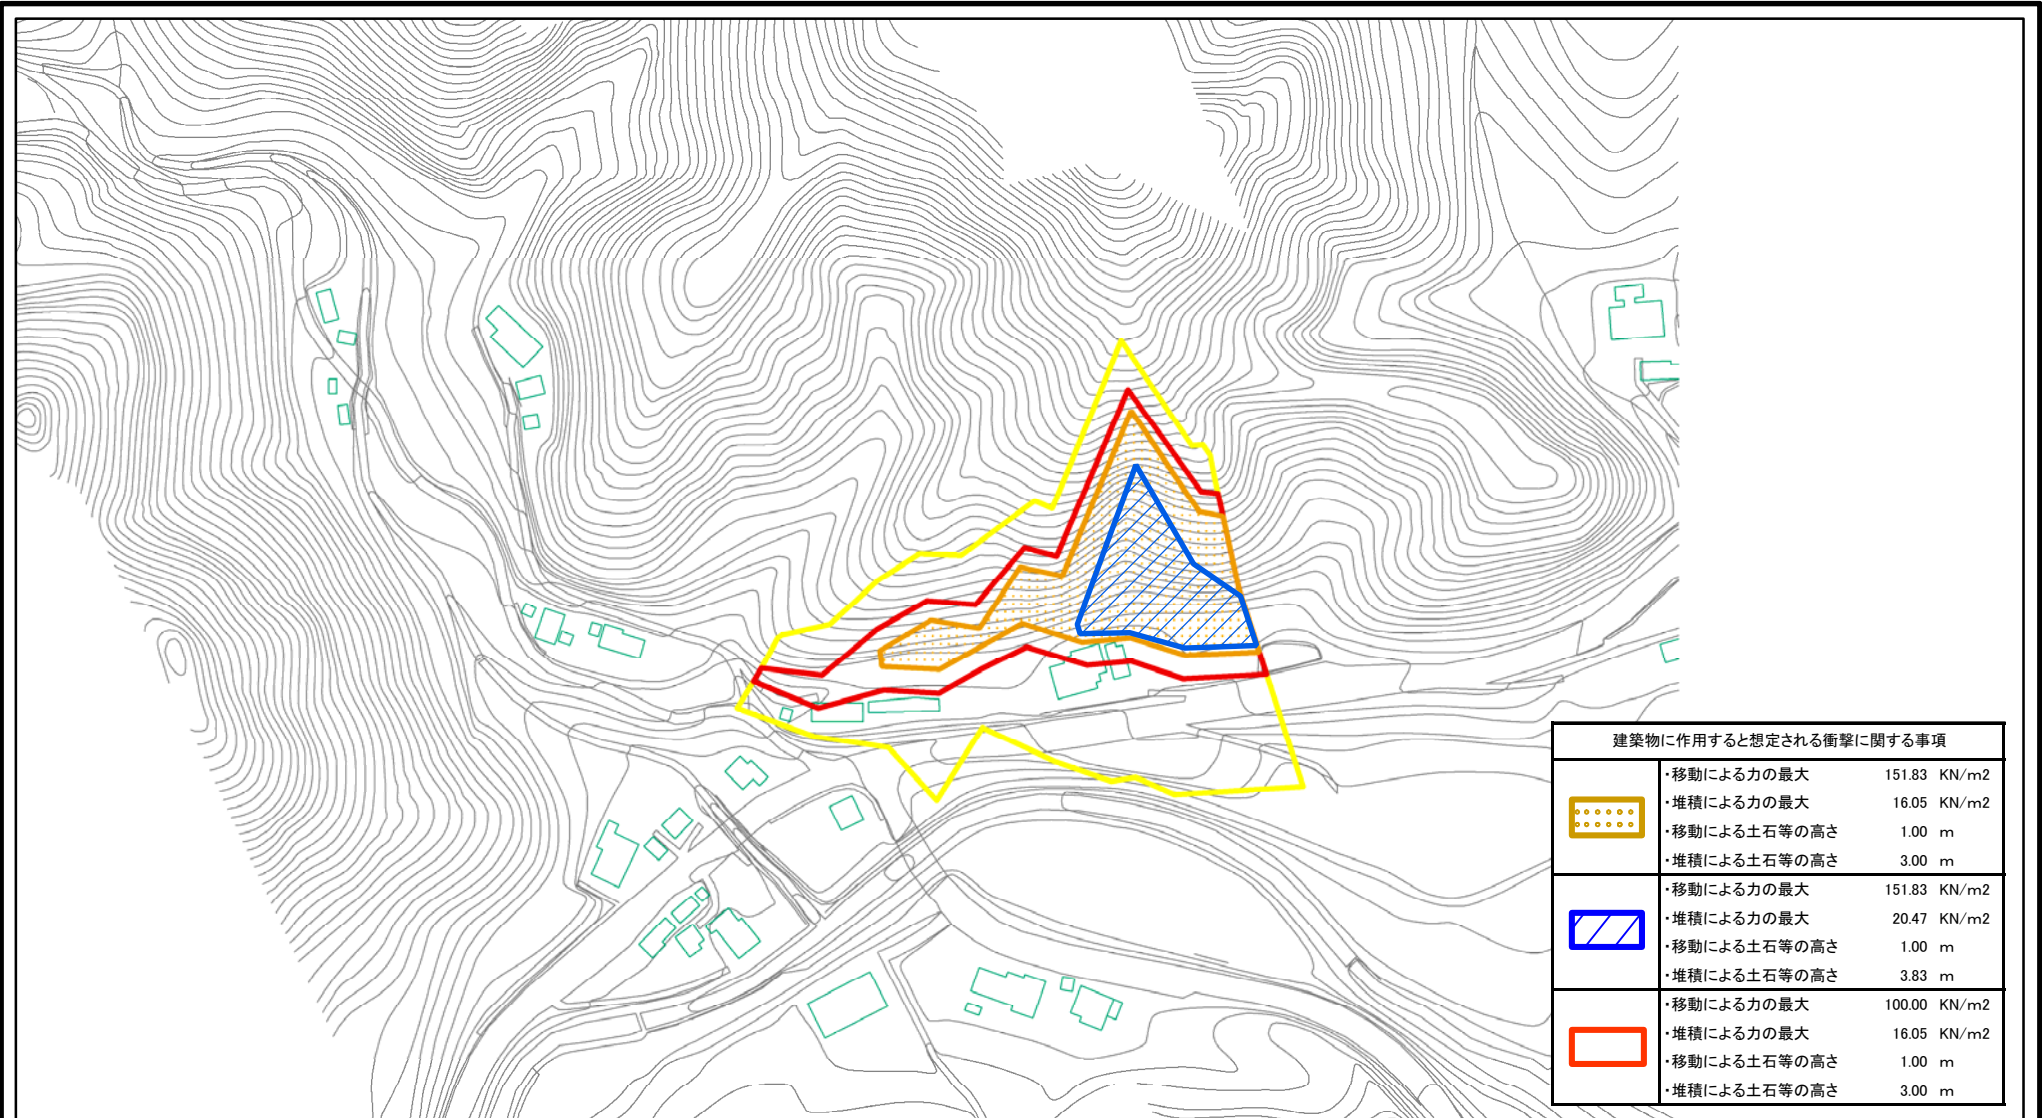 建築物に作用すると想定される衝撃に関する事項
・移動による力の最大 151.83 KN/m2
・堆積による力の最大 16.05 KN/m2
・移動による土石等の高さ 1.00 m
・堆積による土石等の高さ 3.00 m
・移動による力の最大 151.83 KN/m2
・堆積による力の最大 20.47 KN/m2
・移動による土石等の高さ 1.00 m
・堆積による土石等の高さ 3.83 m
・移動による力の最大 100.00 KN/m2
・堆積による力の最大 16.05 KN/m2
・移動による土石等の高さ 1.00 m
・堆積による土石等の高さ 3.00 m